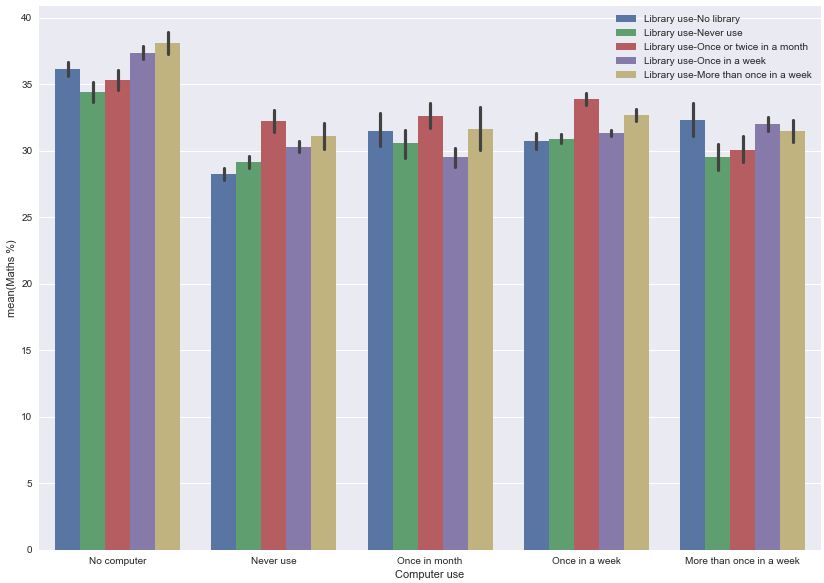 40
35
30
25
20
15
10
5
0
mean(Maths %)
Library use-No library
Library use-Never use
Library use-Once or twice in a month
Library use-Once in a week
Library use-More than once in a week
No computer
Never use
Once in month
Once in a week
More than once in a week
Computer use